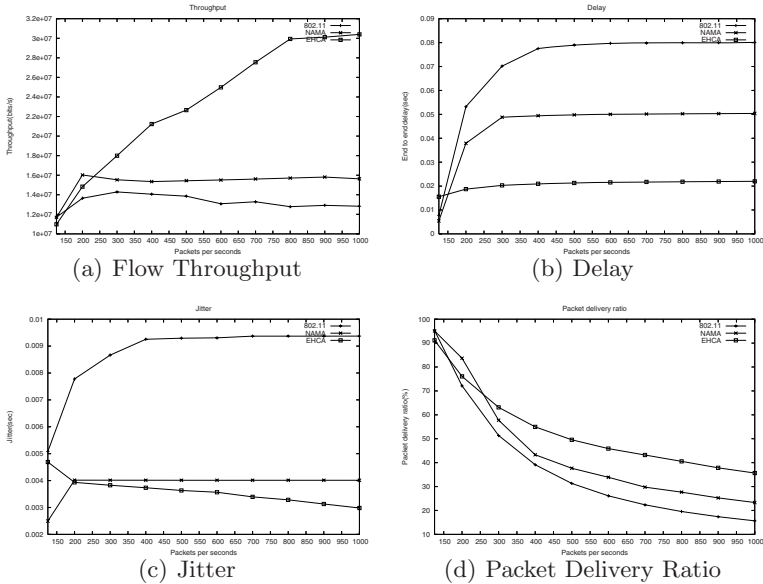 Throughput
3.2e+07
3e+07
2.8e+07
2.6e+07
2.4e+07
2.2e+07
2e+07
1.8e+07
1.6e+07
1.4e+07
1.2e+07
1e+07
Throughput(bits/s)
802.11
NAMA
EHCA
150 200 250 300 350 400 450 500 550 600 650 700 750 800 850 900 950 1000
Packets per seconds
(a) Flow Throughput
Delay
0.09
0.08
0.07
0.06
0.05
0.04
0.03
0.02
0.01
0
End to enddelay(sec)
802.11
NAMA
EHCA
150 200 250 300 350 400 450 500 550 600 650 700 750 800 850 900 950 1000
Packets per seconds
(b) Delay
Jitter
0.01
0.009
0.008
0.007
0.006
0.005
0.004
0.003
0.002
Jitter(sec)
802.11
NAMA
EHCA
150 200 250 300 350 400 450 500 550 600 650 700 750 800 850 900 950 1000
Packets per seconds
(c) Jitter
Packet delivery ratio
100
90
80
70
60
50
40
30
20
10
Packet delivery ratio(%)
802.11
NAMA
EHCA
150 200 250 300 350 400 450 500 550 600 650 700 750 800 850 900 950 1000
Packets per seconds
(d) Packet Delivery Ratio